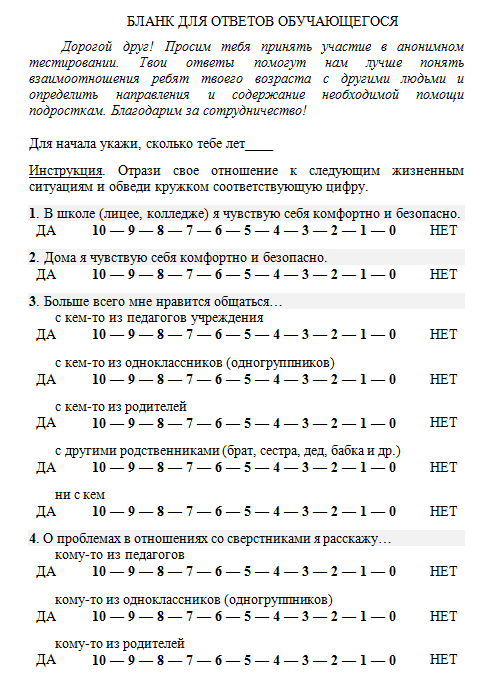 БЛАНК ДЛЯ ОТВЕТОВ ОБУЧАЮЩЕГОСЯ
Дорогой друг! Просим тебя принять участие в анонимном
тестировании. Твои ответы помогут нам лучше понять
взаимоотношения ребят твоего возраста с другими людьми и
определить направления и содержание необходимой помощи
подросткам. Благодарим за сотрудничество!
Для начала укажи, сколько тебе лет____
Инструкция. Отрази свое отношение к следующим жизненным
ситуациям и обведи кружком соответствующую цифру.
1. В школе (лицее, колледже) я чувствую себя комфортно и безопасно.
ДА 10 — 9 — 8 — 7 — 6 — 5 — 4 — 3 — 2 — 1 — 0 НЕТ
2. Дома я чувствую себя комфортно и безопасно.
ДА 10 — 9 — 8 — 7 — 6 — 5 — 4 — 3 — 2 — 1 — 0 НЕТ
3. Больше всего мне нравится общаться…
с кем-то из педагогов учреждения
ДА 10 — 9 — 8 — 7 — 6 — 5 — 4 — 3 — 2 — 1 — 0 НЕТ
с кем-то из одноклассников (одногруппников)
ДА 10 — 9 — 8 — 7 — 6 — 5 — 4 — 3 — 2 — 1 — 0 НЕТ
с кем-то из родителей
ДА 10 — 9 — 8 — 7 — 6 — 5 — 4 — 3 — 2 — 1 — 0 НЕТ
с другими родственниками (брат, сестра, дед, бабка и др.)
ДА 10 — 9 — 8 — 7 — 6 — 5 — 4 — 3 — 2 — 1 — 0 НЕТ
ни с кем
ДА 10 — 9 — 8 — 7 — 6 — 5 — 4 — 3 — 2 — 1 — 0 НЕТ
4. О проблемах в отношениях со сверстниками я расскажу…
кому-то из педагогов
ДА 10 — 9 — 8 — 7 — 6 — 5 — 4 — 3 — 2 — 1 — 0 НЕТ
кому-то из одноклассников (одногруппников)
ДА 10 — 9 — 8 — 7 — 6 — 5 — 4 — 3 — 2 — 1 — 0 НЕТ
кому-то из родителей
ДА 10 — 9 — 8 — 7 — 6 — 5 — 4 — 3 — 2 — 1 — 0 НЕТ